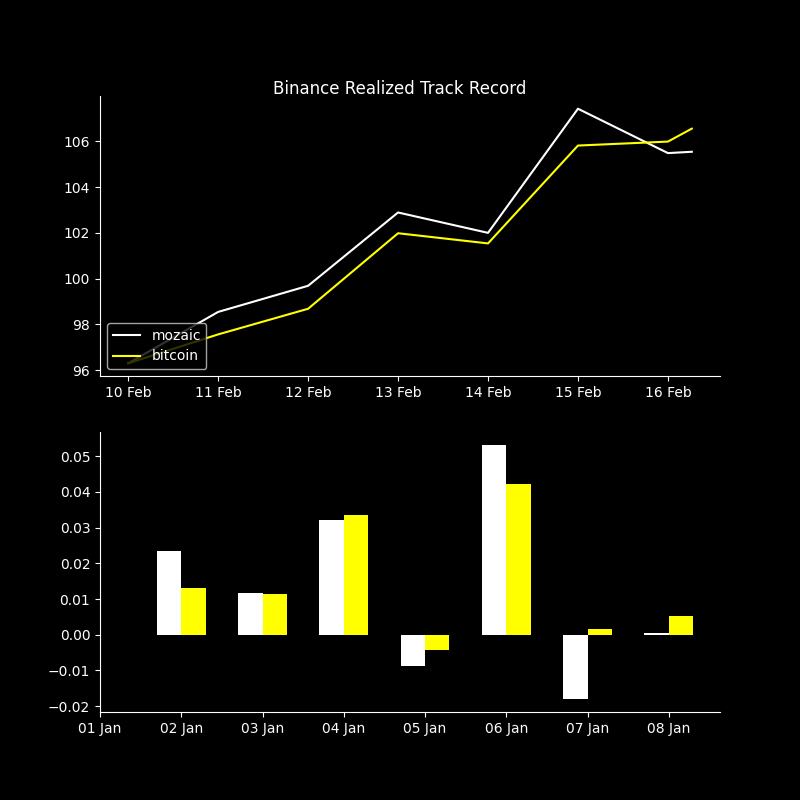 Binance Realized Track Record
106
104
102
100
98
96
mozaic
bitcoin
10 Feb 11 Feb 12 Feb 13 Feb 14 Feb 15 Feb 16 Feb
0.05
0.04
0.03
0.02
0.01
0.00
−0.01
−0.02
01 Jan 02 Jan 03 Jan 04 Jan 05 Jan 06 Jan 07 Jan 08 Jan